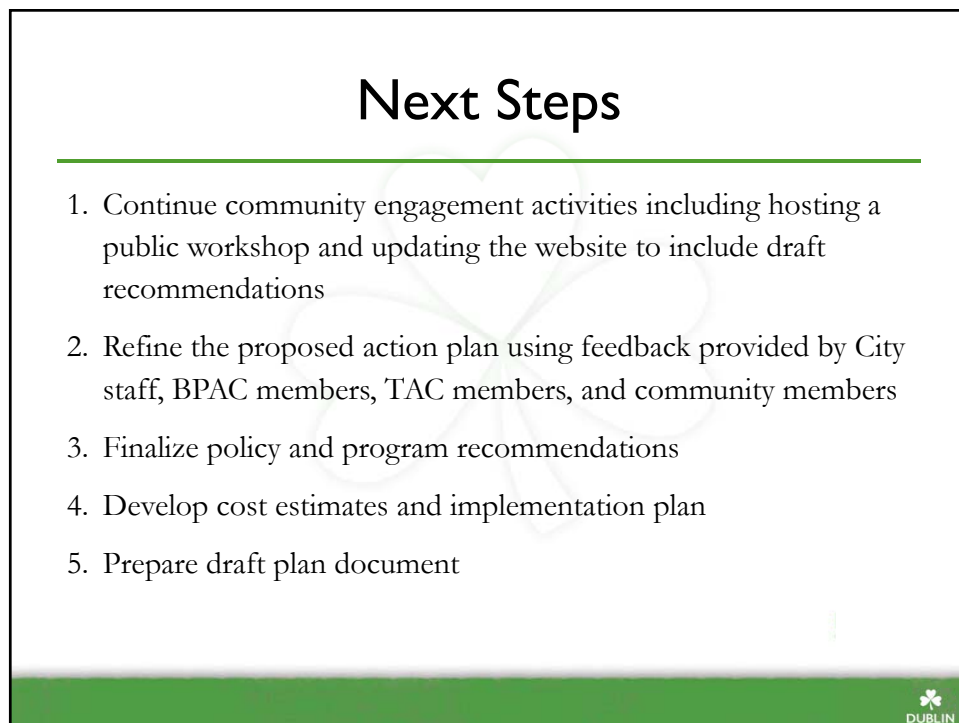 Next Steps
1. Continue community engagement activities including hosting a
public workshop and updating the website to include draft
recommendations
2. Refine the proposed action plan using feedback provided by City
staff, BPAC members, TAC members, and community members
3. Finalize policy and program recommendations
4. Develop cost estimates and implementation plan
5. Prepare draft plan document
DUBLIN